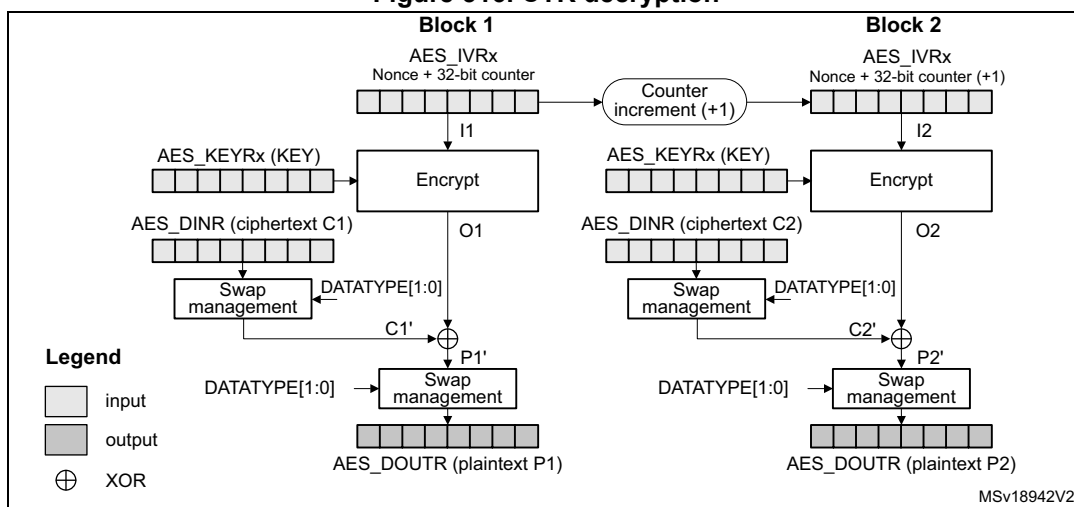 Block 1
Block 2
AES_IVRx
Nonce + 32-bit counter
AES_IVRx
Nonce + 32-bit counter (+1)
Counter
increment (+1)
I1
I2
AES_KEYRx (KEY)
Encrypt
AES_KEYRx (KEY)
Encrypt
AES_DINR (ciphertext C1)
O1
AES_DINR (ciphertext C2)
O2
Swap
management
DATATYPE[1:0]
Swap
management
DATATYPE[1:0]
C1'
C2'
P1'
P2'
Legend
input
output
XOR
DATATYPE[1:0]
Swap
management
DATATYPE[1:0]
Swap
management
AES_DOUTR (plaintext P1)
AES_DOUTR (plaintext P2)
MSv18942V2